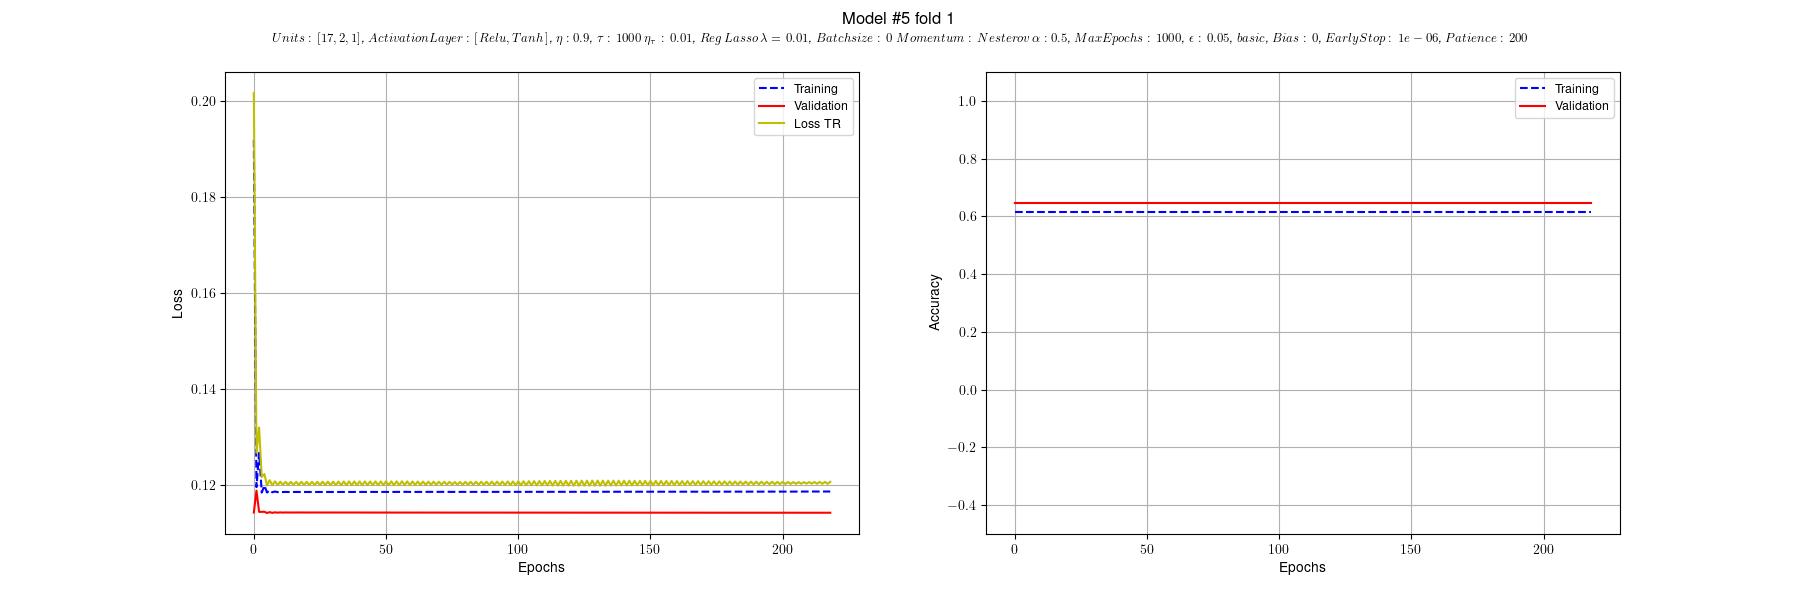 Model #5 fold 1
Units : [17, 2, 1], ActivationLayer : [Relu, Tanh], η : 0.9, τ : 1000 η_τ : 0.01, Reg Lasso λ = 0.01, Batchsize : 0 Momentum : Nesterov α : 0.5, MaxEpochs : 1000, ϵ : 0.05, basic, Bias : 0, EarlyStop : 1e − 06, Patience : 200
Loss
0.20
0.18
0.16
0.14
0.12
0 50 100 150 200
Epochs
Training
Validation
Loss TR
Accuracy
1.0
0.8
0.6
0.4
0.2
0.0
−0.2
−0.4
0 50 100 150 200
Epochs
Training
Validation